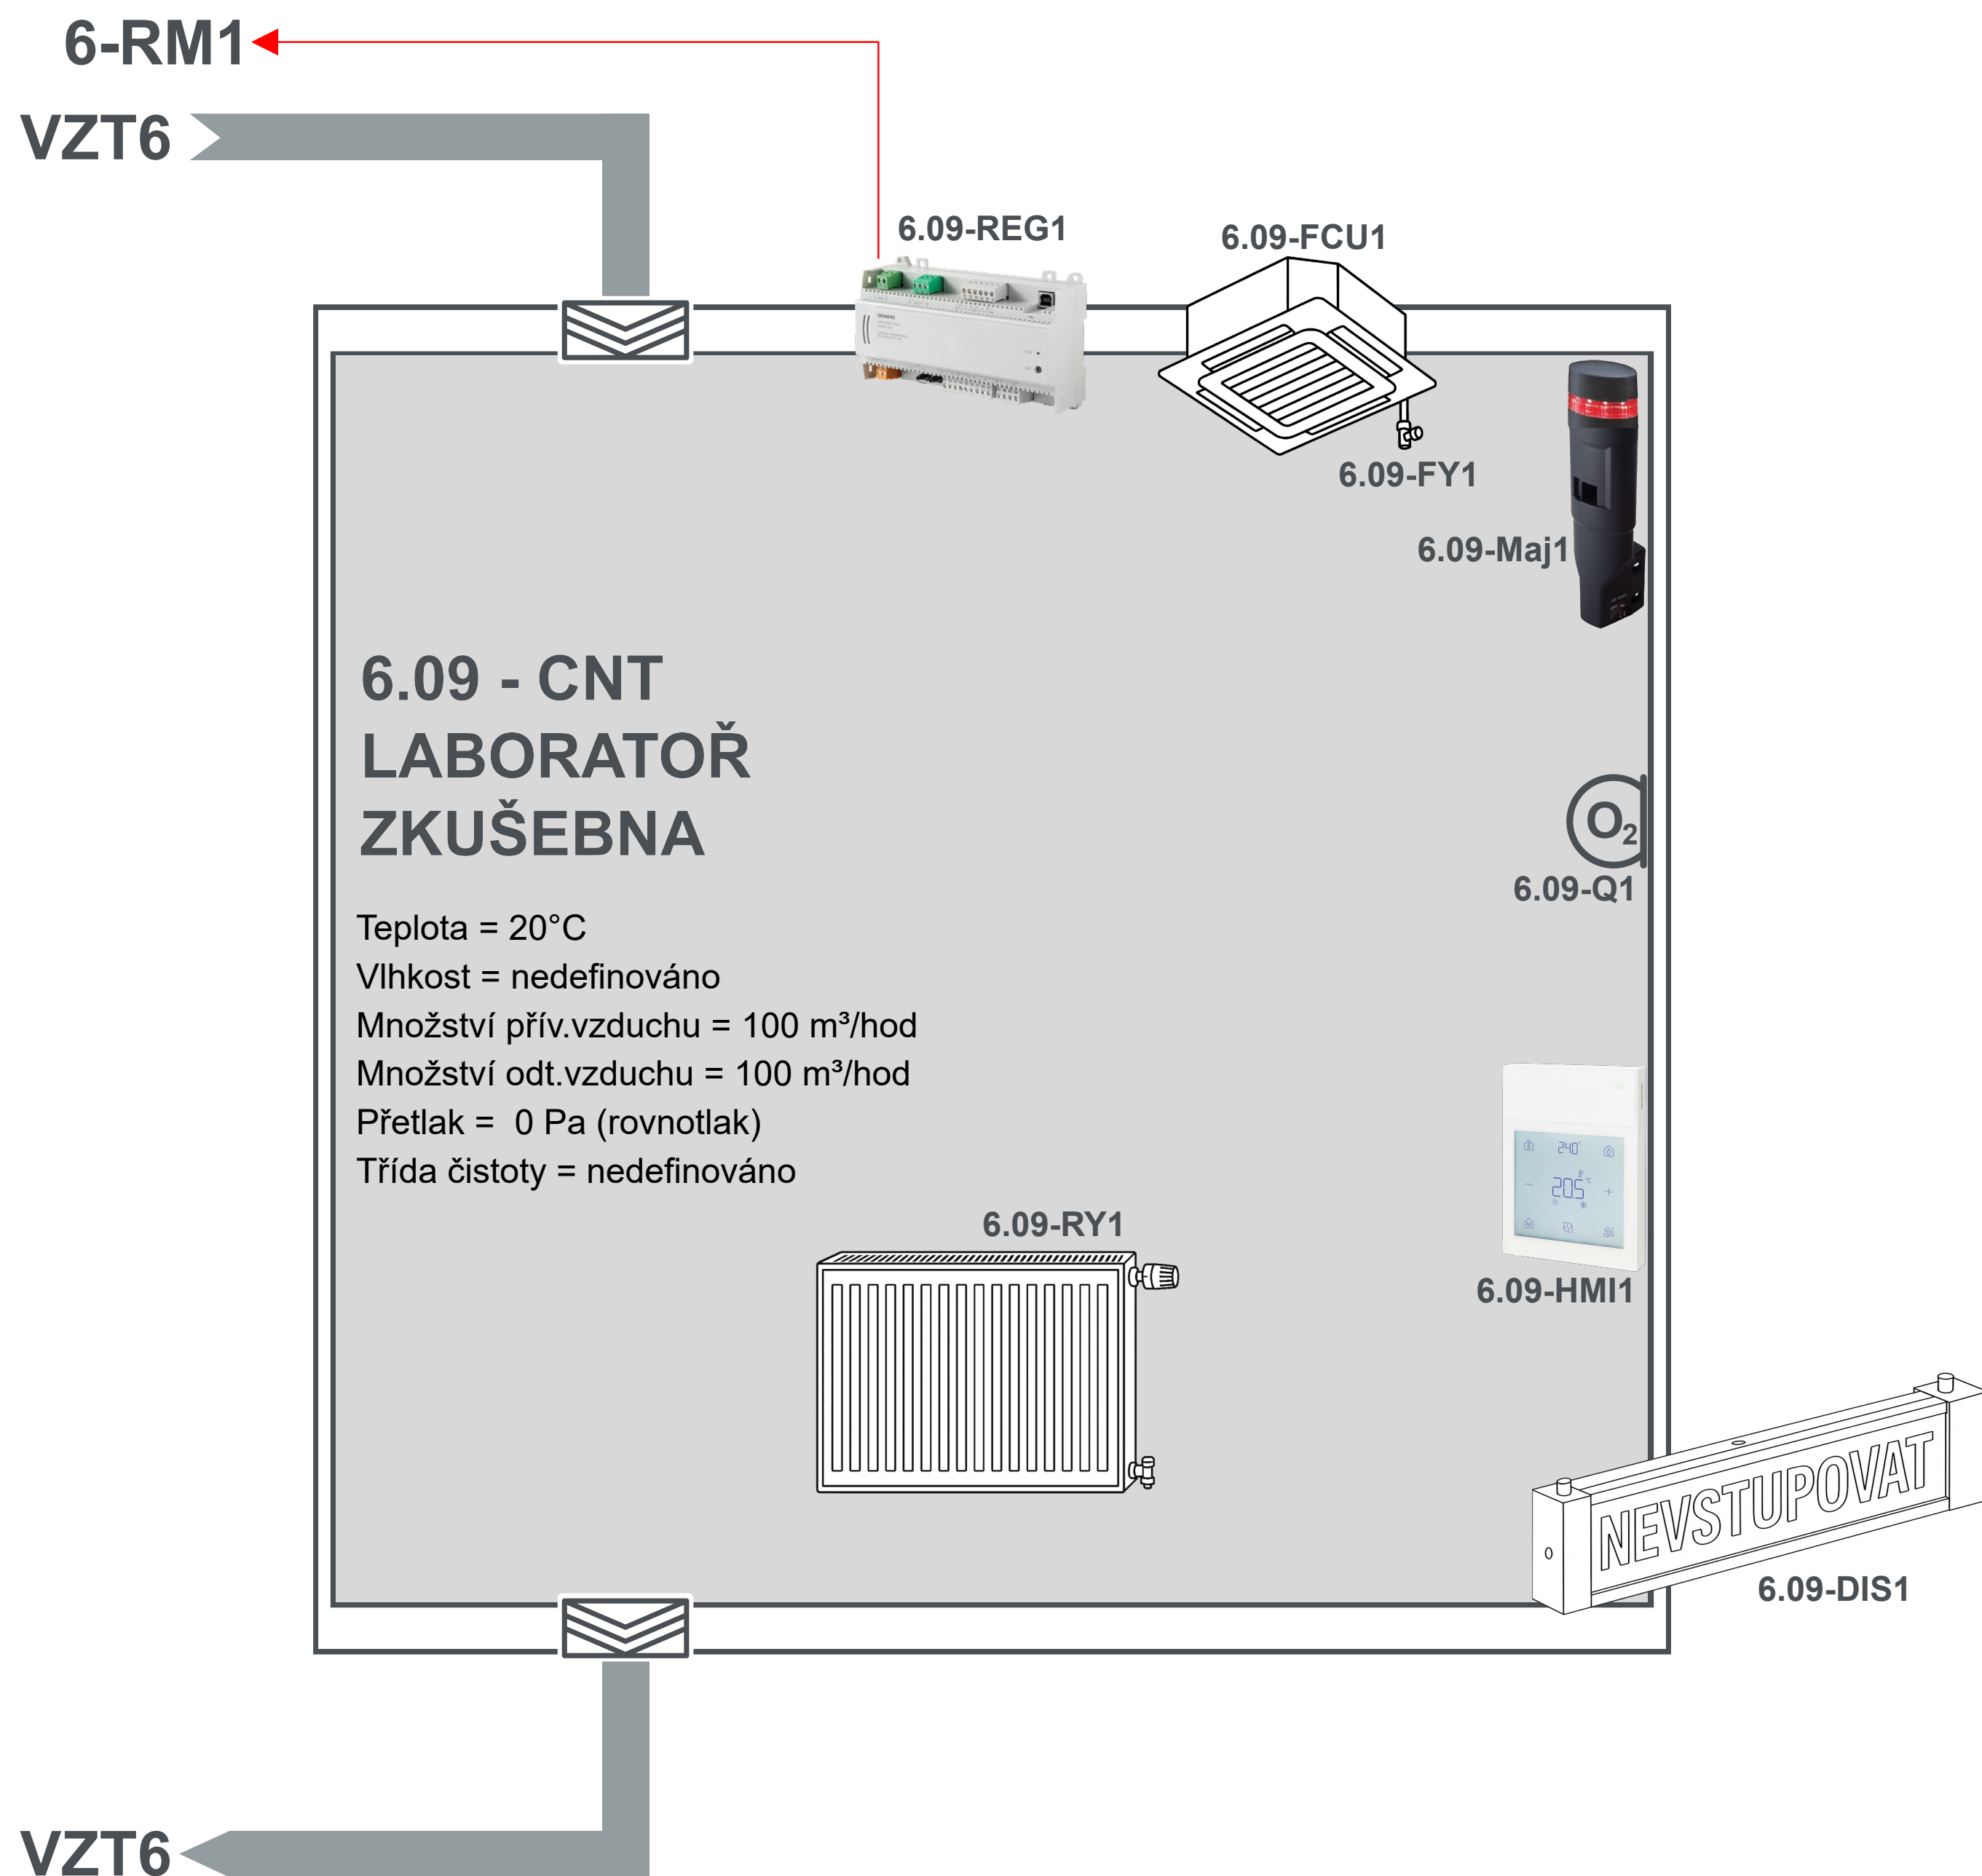 6-RM1
VZT6
6.09-REG1
6.09-FCU1
SIEMENS
6.09-FY1
6.09-Maj1
6.09 - CNT
LABORATOŘ
ZKUŠEBNA
O₂
6.09-Q1
Teplota = 20°C
Vlhkost = nedefinováno
Množství přív.vzduchu = 100 m³/hod
Množství odt.vzduchu = 100 m³/hod
Přetlak =  0 Pa (rovnotlak)
Třída čistoty = nedefinováno
240
20.5 °C
M
6.09-HMI1
6.09-RY1
NEVSTUPOVAT
6.09-DIS1
VZT6